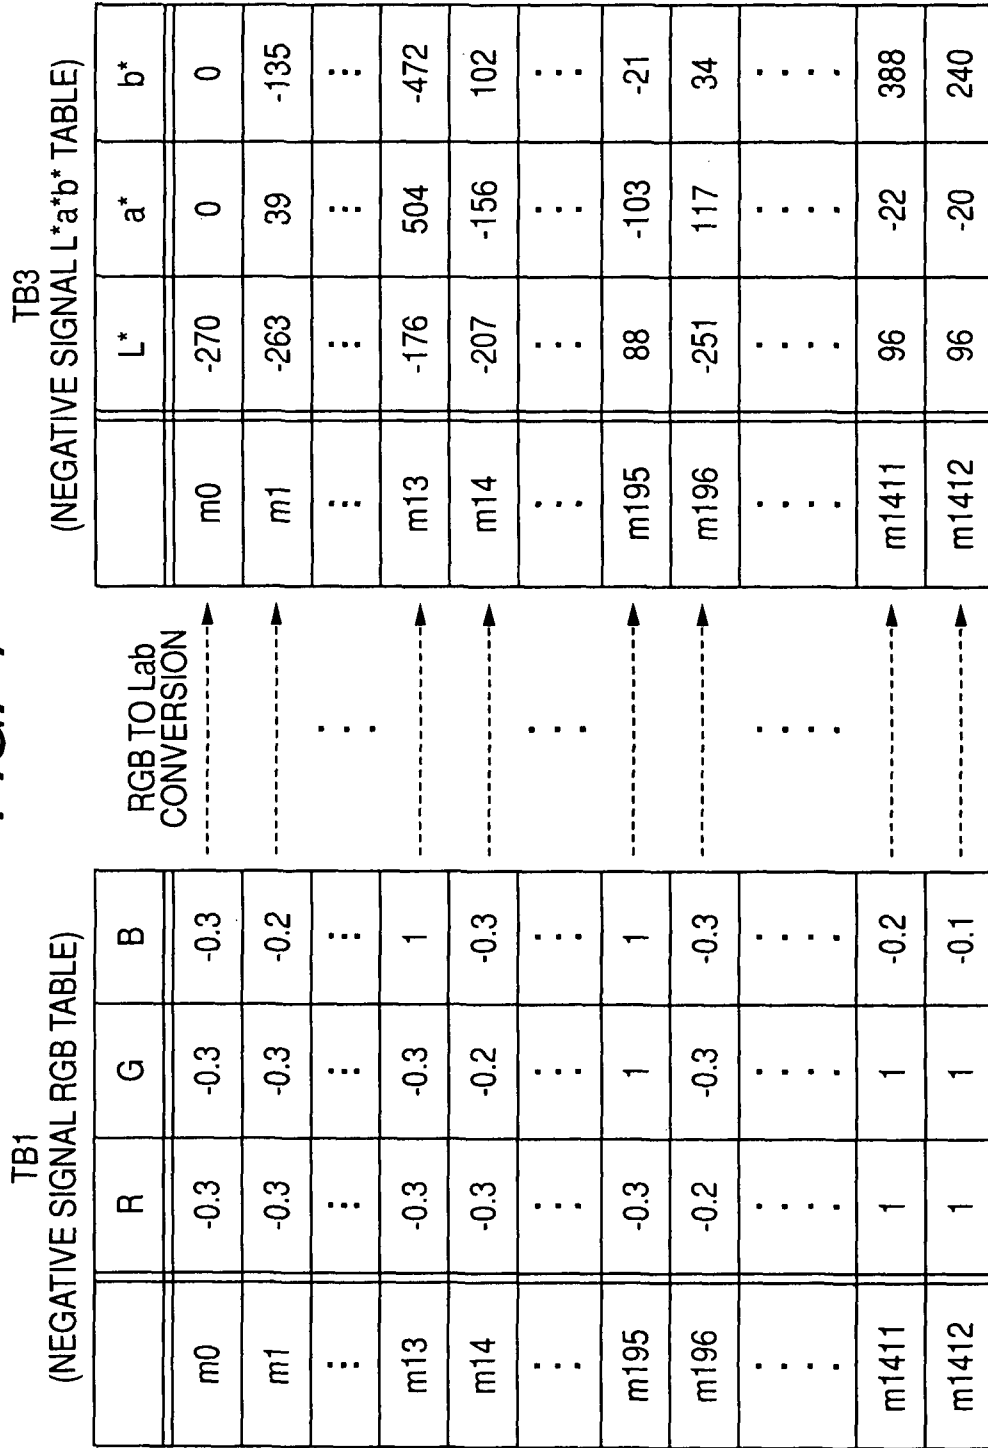 TB1
(NEGATIVE SIGNAL RGB TABLE)
R G B
m0 -0.3 -0.3 -0.3
m1 -0.3 -0.3 -0.2
⋮ ⋮ ⋮ ⋮
m13 -0.3 -0.3 1
m14 -0.3 -0.2 -0.3
⋮ ⋮ ⋮ ⋮
m195 -0.3 1 1
m196 -0.2 -0.3 -0.3
⋮ ⋮ ⋮ ⋮
m1411 1 1 -0.2
m1412 1 1 -0.1
RGB TO Lab
CONVERSION
TB3
(NEGATIVE SIGNAL L*a*b* TABLE)
L* a* b*
m0 -270 0 0
m1 -263 39 -135
⋮ ⋮ ⋮ ⋮
m13 -176 504 -472
m14 -207 -156 102
⋮ ⋮ ⋮ ⋮
m195 88 -103 -21
m196 -251 117 34
⋮ ⋮ ⋮ ⋮
m1411 96 -22 388
m1412 96 -20 240